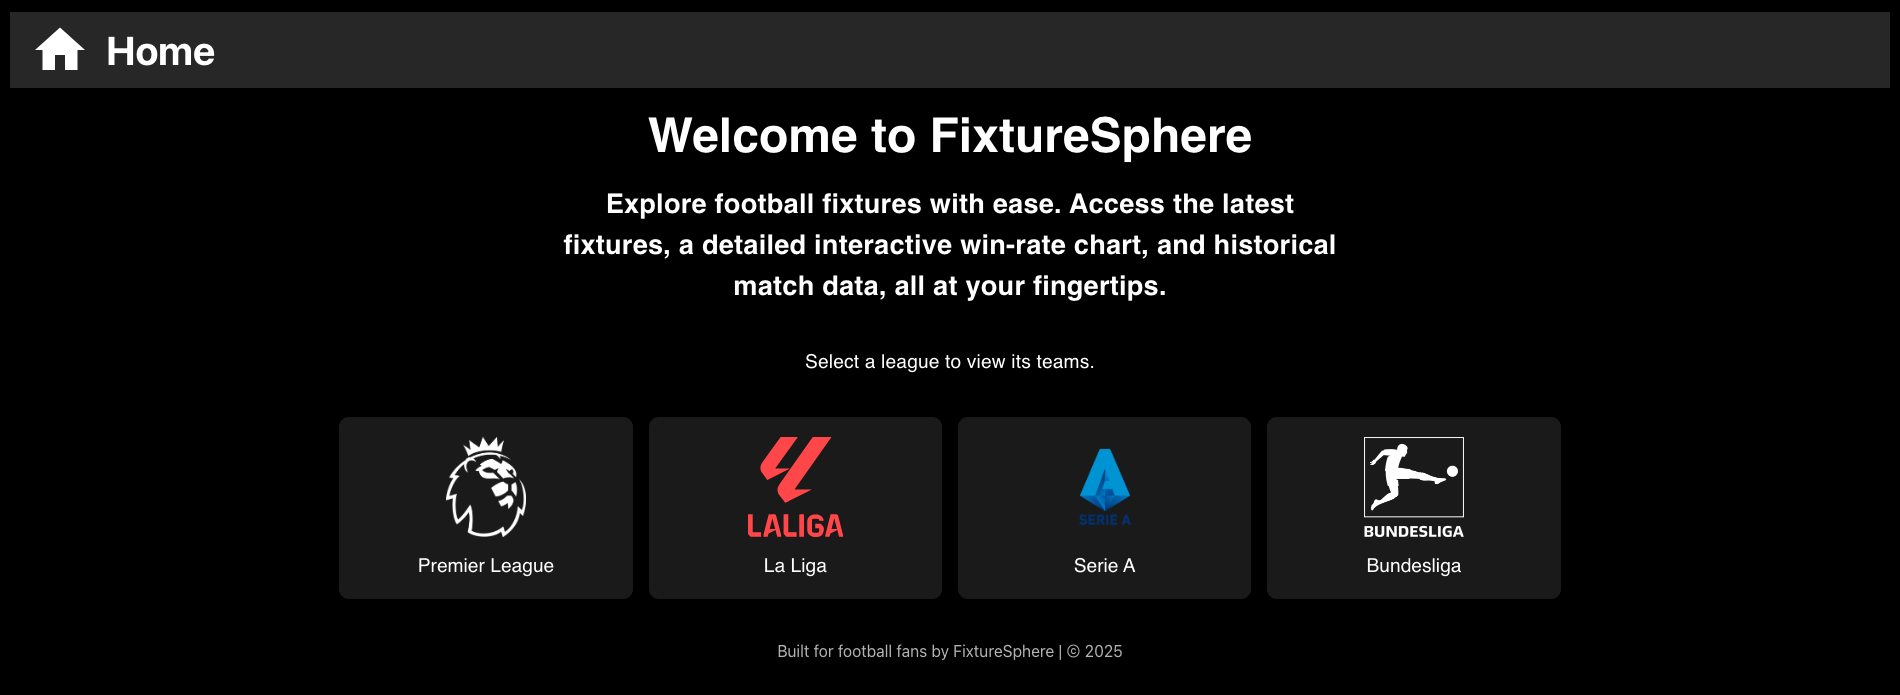 Home
Welcome to FixtureSphere
Explore football fixtures with ease. Access the latest
fixtures, a detailed interactive win-rate chart, and historical
match data, all at your fingertips.
Select a league to view its teams.
Premier League
LALIGA
La Liga
SERIE A
Serie A
BUNDESLIGA
Bundesliga
Built for football fans by FixtureSphere | © 2025